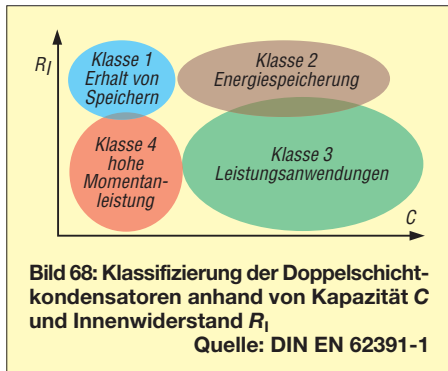 R_I
Klasse 1
Erhalt von
Speichern
Klasse 2
Energiespeicherung
Klasse 4
hohe
Momentan-
leistung
Klasse 3
Leistungsanwendungen
C
Bild 68: Klassifizierung der Doppelschicht-
kondensatoren anhand von Kapazität C
und Innenwiderstand R_I
Quelle: DIN EN 62391-1